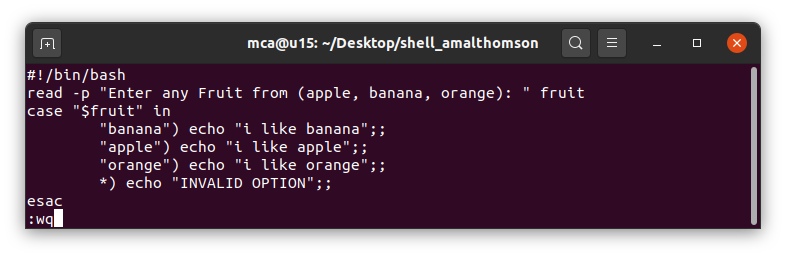 mca@u15: ~/Desktop/shell_amalthomson
#!/bin/bash
read -p "Enter any Fruit from (apple, banana, orange): " fruit
case "$fruit" in
        "banana") echo "i like banana";;
        "apple") echo "i like apple";;
        "orange") echo "i like orange";;
        *) echo "INVALID OPTION";;
esac
:wq